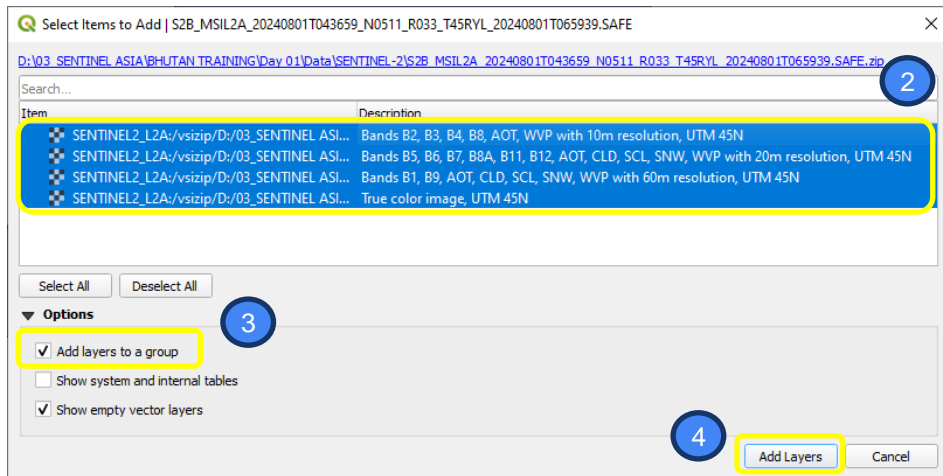 Select Items to Add | S2B_MSIL2A_20240801T043659_N0511_R033_T45RYL_20240801T065939.SAFE
D:\03_SENTINEL ASIA\BHUTAN TRAINING\Day 01\Data\SENTINEL-2\S2B_MSIL2A_20240801T043659_N0511_R033_T45RYL_20240801T065939.SAFE.zip
2
Search...
Item Description
SENTINEL2_L2A:/vsizip/D:/03_SENTINEL ASI... Bands B2, B3, B4, B8, AOT, WVP with 10m resolution, UTM 45N
SENTINEL2_L2A:/vsizip/D:/03_SENTINEL ASI... Bands B5, B6, B7, B8A, B11, B12, AOT, CLD, SCL, SNW, WVP with 20m resolution, UTM 45N
SENTINEL2_L2A:/vsizip/D:/03_SENTINEL ASI... Bands B1, B9, AOT, CLD, SCL, SNW, WVP with 60m resolution, UTM 45N
SENTINEL2_L2A:/vsizip/D:/03_SENTINEL ASI... True color image, UTM 45N
Select All Deselect All
Options
3
Add layers to a group
Show system and internal tables
Show empty vector layers
4
Add Layers Cancel